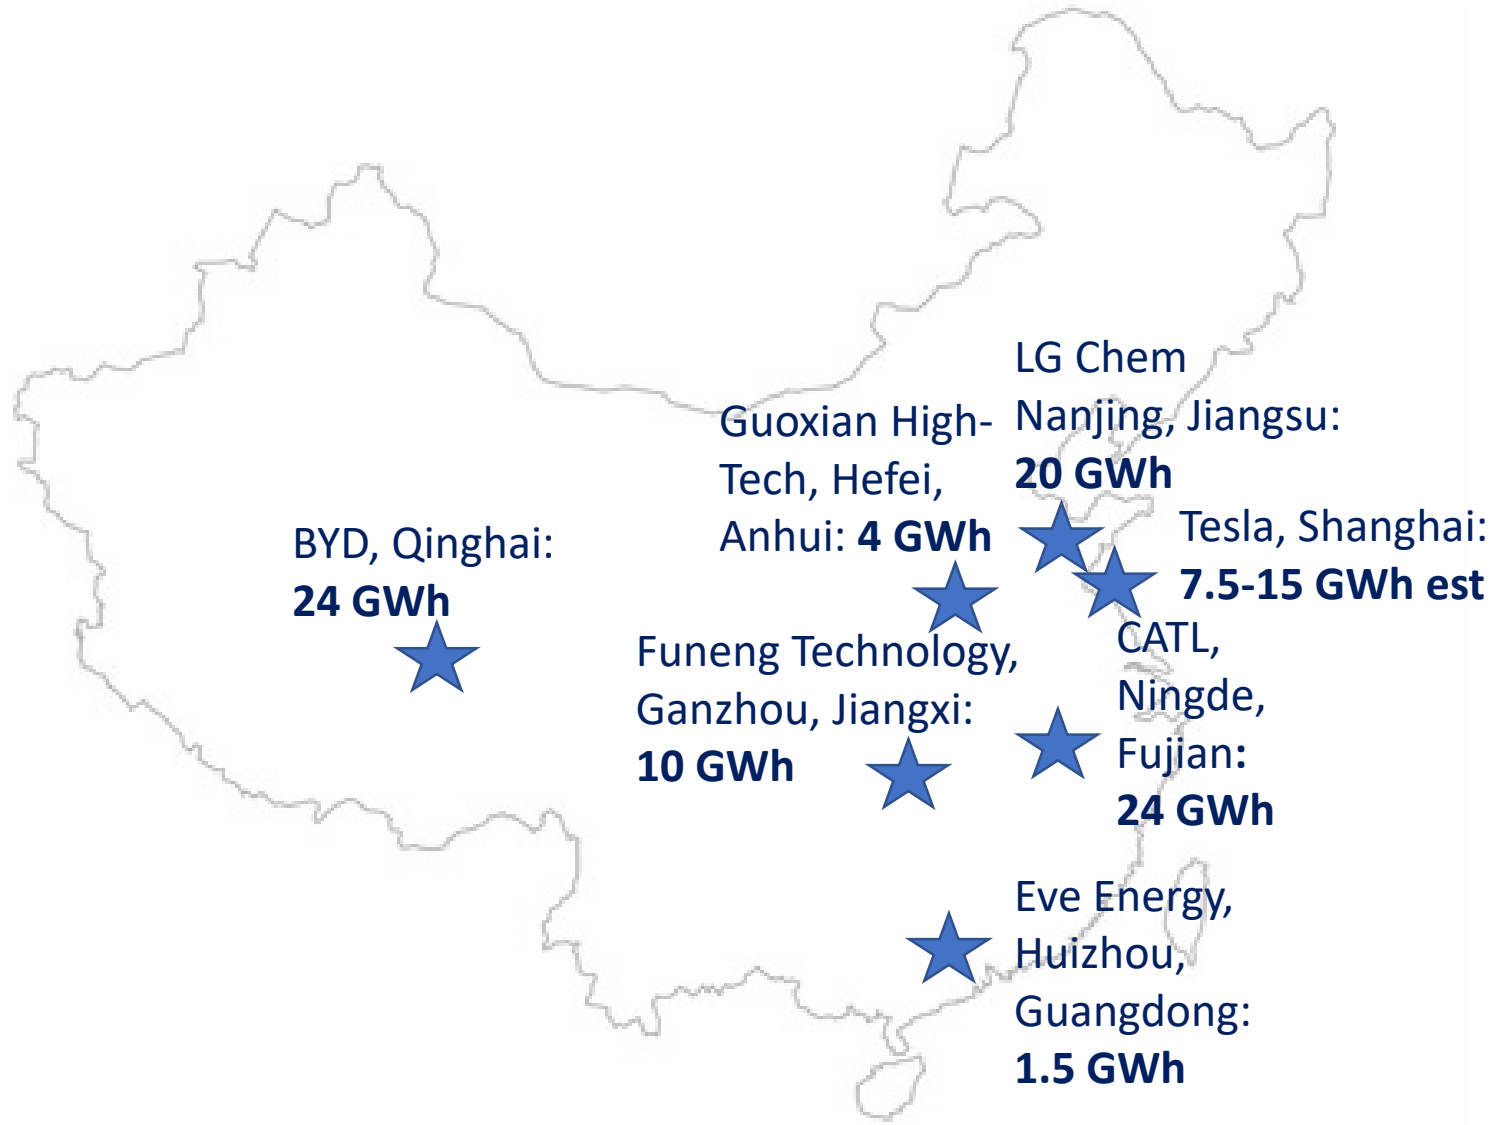 LG Chem
Nanjing, Jiangsu:
20 GWh
Guoxian High-
Tech, Hefei,
Anhui: 4 GWh
Tesla, Shanghai:
7.5-15 GWh est
BYD, Qinghai:
24 GWh
Funeng Technology,
Ganzhou, Jiangxi:
10 GWh
CATL,
Ningde,
Fujian:
24 GWh
Eve Energy,
Huizhou,
Guangdong:
1.5 GWh